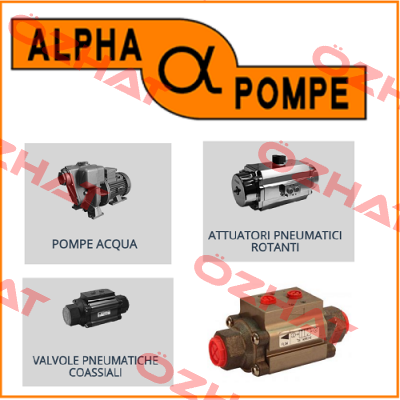 ALPHA
α
POMPE
POMPE ACQUA
ATTUATORI PNEUMATICI
ROTANTI
VALVOLE PNEUMATICHE
COASSIALI
ÖZHAT
ÖZHAT
ÖZHAT
ÖZHAT
ÖZHAT
ÖZHAT